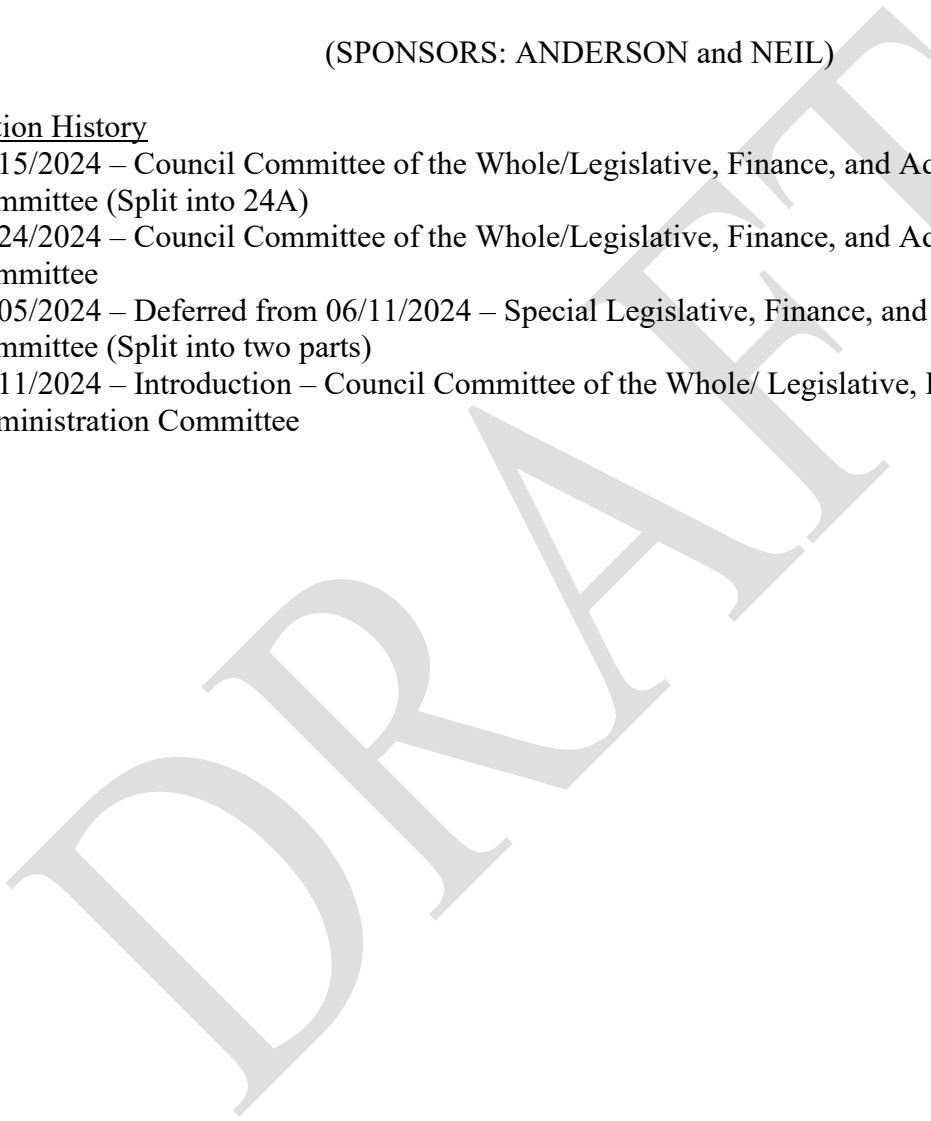 (SPONSORS: ANDERSON and NEIL)
tion History
15/2024 – Council Committee of the Whole/Legislative, Finance, and Ad
mmittee (Split into 24A)
24/2024 – Council Committee of the Whole/Legislative, Finance, and Ad
mmittee
05/2024 – Deferred from 06/11/2024 – Special Legislative, Finance, and
mmittee (Split into two parts)
11/2024 – Introduction – Council Committee of the Whole/ Legislative, F
ministration Committee
DRAFT